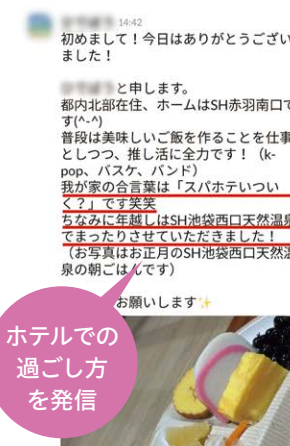 14:42
初めまして！今日はありがとうござい
ました！
と申します。
都内北部在住、ホームはSH赤羽南口で
す(^-^)
普段は美味しいご飯を作ることを仕事
としつつ、推し活に全力です！（k-
pop、バスケ、バンド）
我が家の合言葉は「スパホテいつい
く？」です笑笑
ちなみに年越しはSH池袋西口天然温泉
でまったりさせていただきました！
（お写真はお正月のSH池袋西口天然温
泉の朝ごはんです）
お願いします✨
ホテルでの
過ごし方
を発信